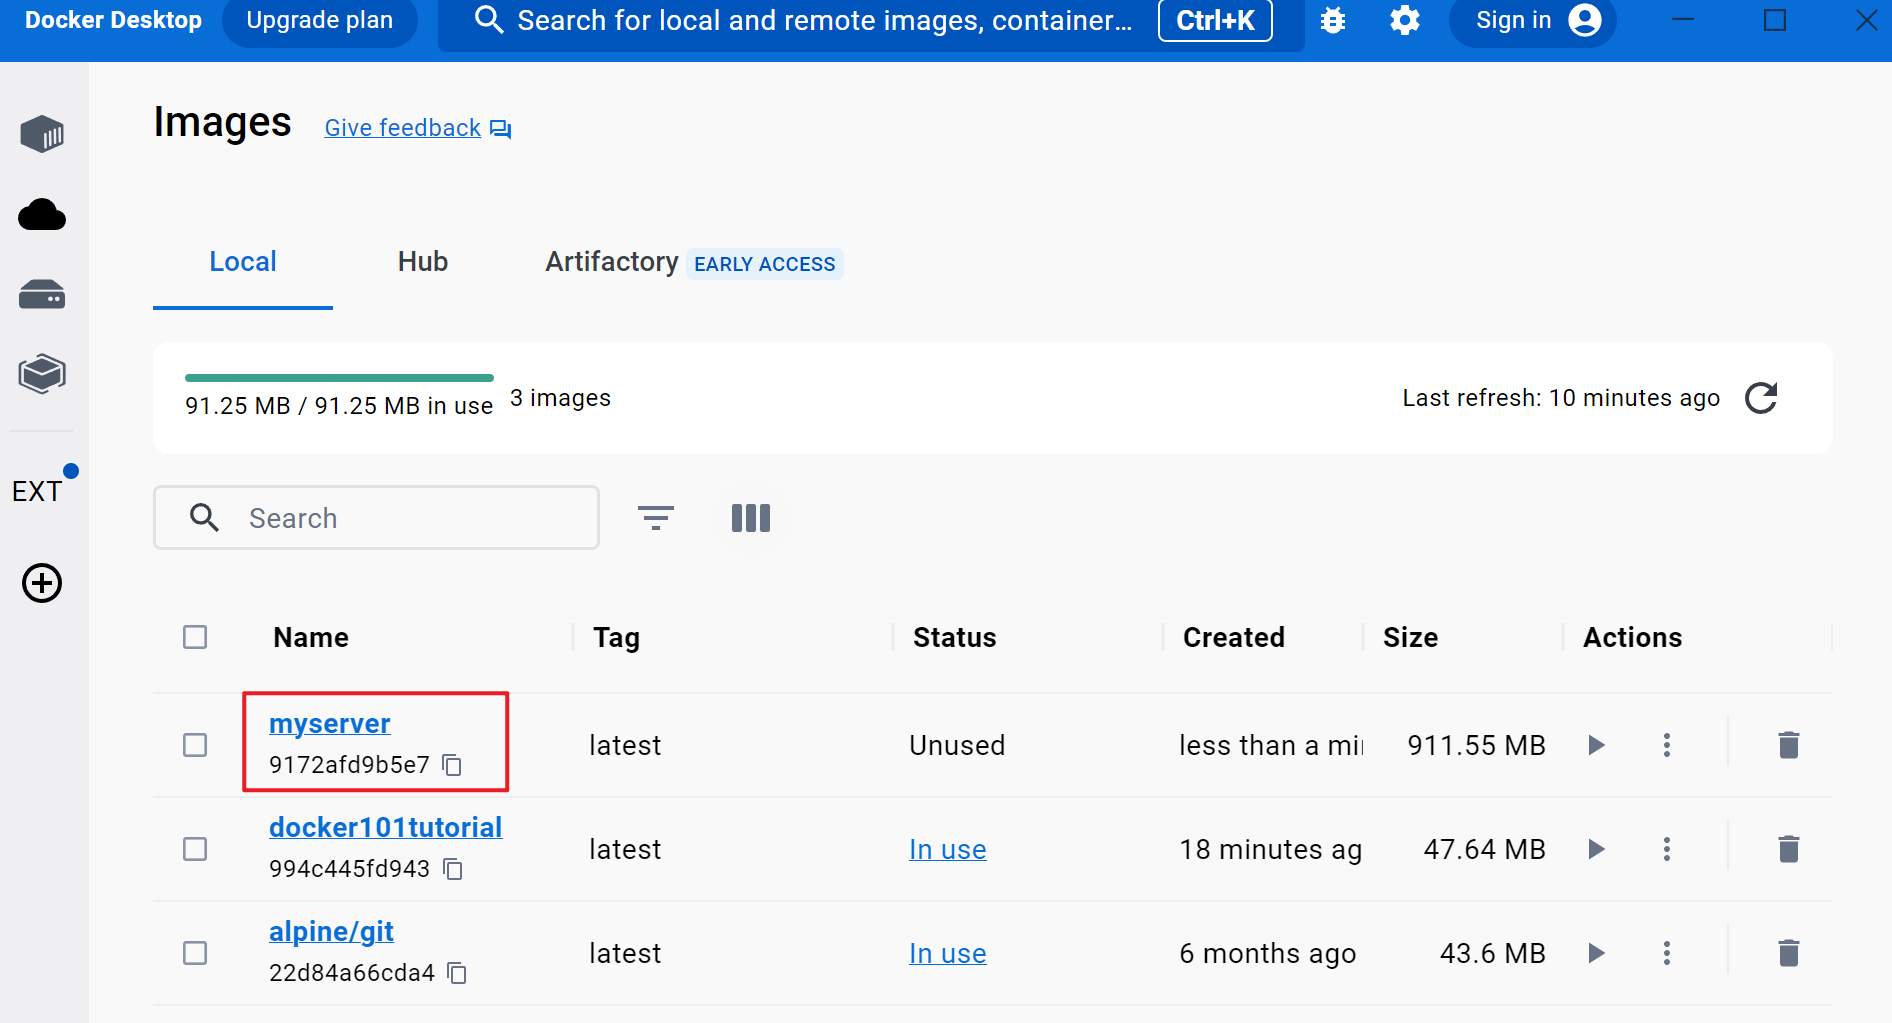 Docker Desktop Upgrade plan Search for local and remote images, container... Ctrl+K Sign in
Images Give feedback
Local Hub Artifactory EARLY ACCESS
91.25 MB / 91.25 MB in use 3 images Last refresh: 10 minutes ago
EXT
Search
Name Tag Status Created Size Actions
myserver
9172afd9b5e7
latest Unused less than a mi 911.55 MB
docker101tutorial
994c445fd943
latest In use 18 minutes ag 47.64 MB
alpine/git
22d84a66cda4
latest In use 6 months ago 43.6 MB